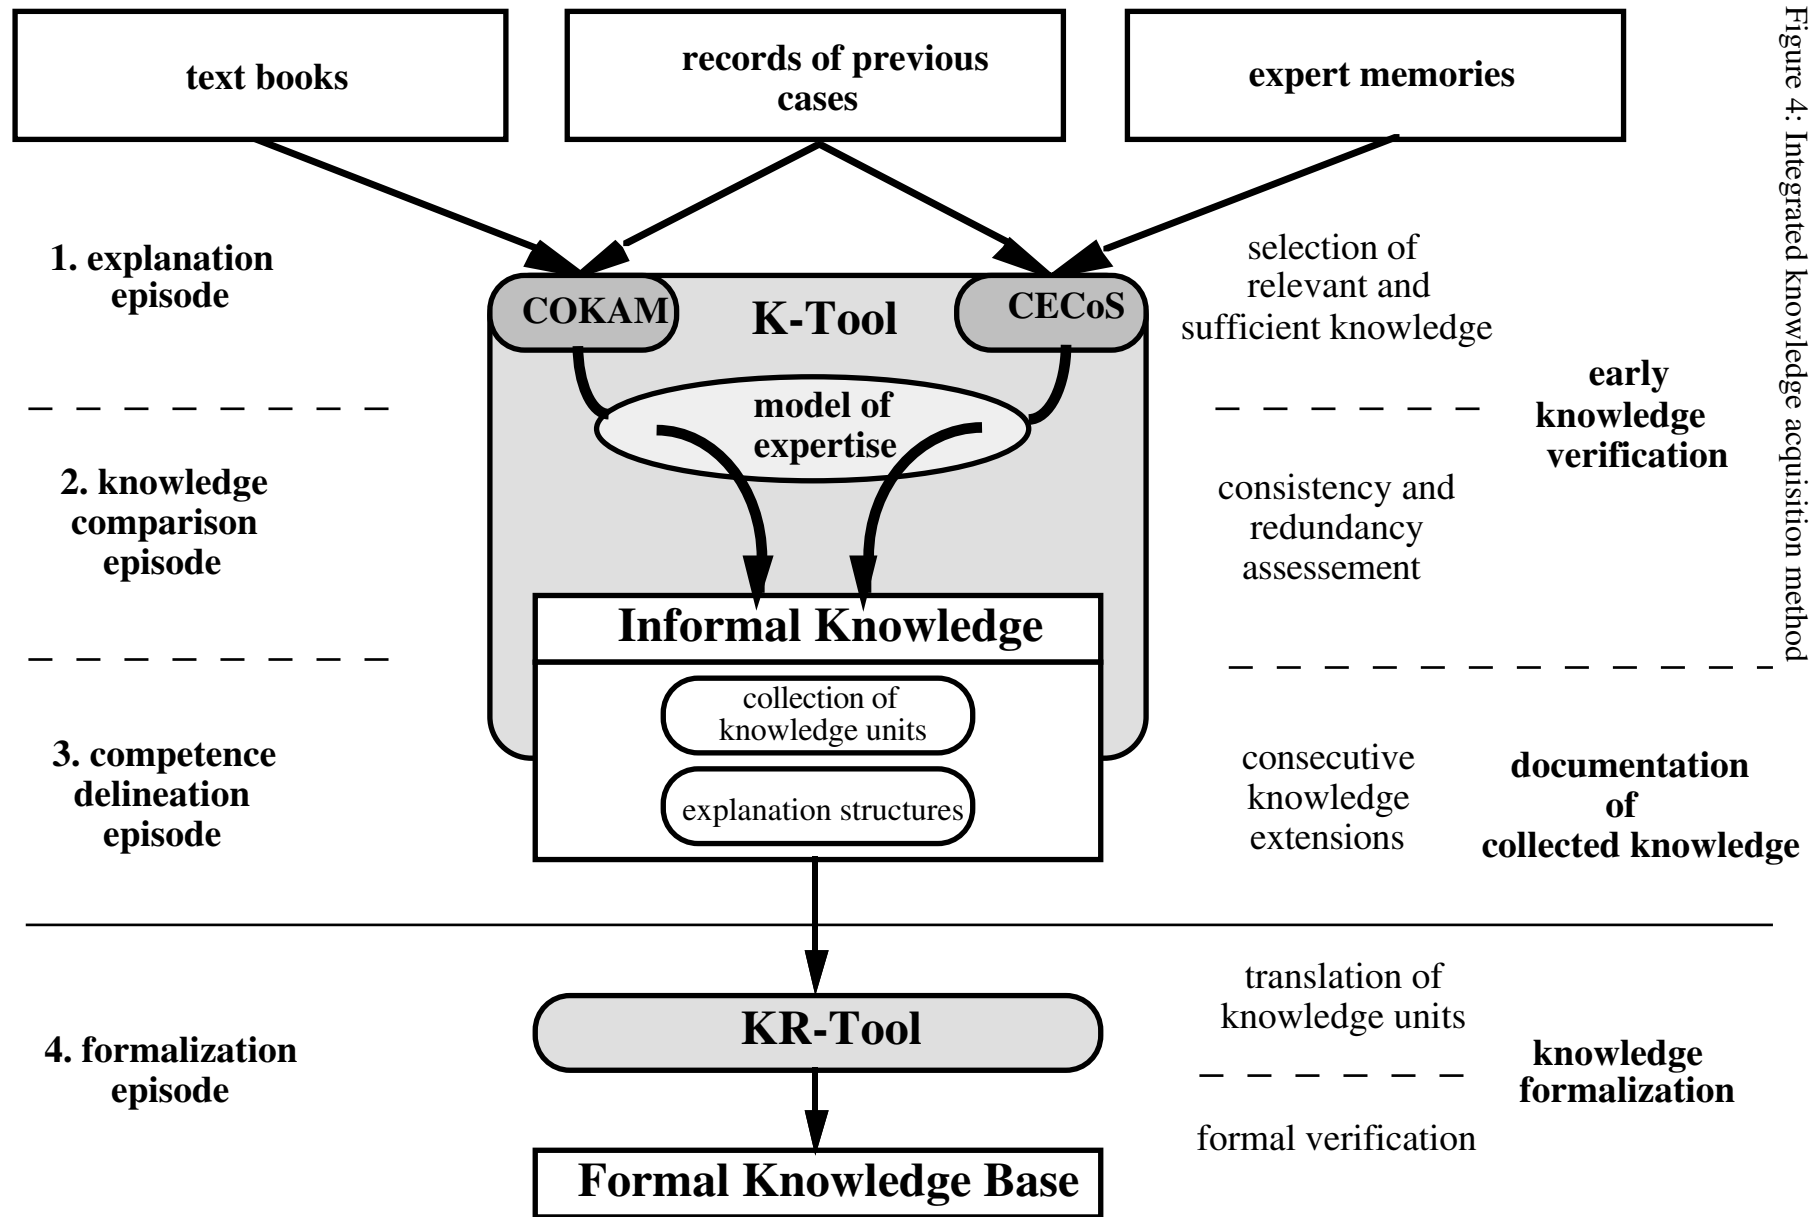 text books
records of previous
cases
expert memories
Figure 4: Integrated knowledge acquisition method
1. explanation
episode
COKAM
K-Tool
CECoS
selection of
relevant and
sufficient knowledge
early
knowledge
verification
model of
expertise
2. knowledge
comparison
episode
consistency and
redundancy
assessement
Informal Knowledge
collection of
knowledge units
explanation structures
3. competence
delineation
episode
consecutive
knowledge
extensions
documentation
of
collected knowledge
4. formalization
episode
KR-Tool
translation of
knowledge units
knowledge
formalization
formal verification
Formal Knowledge Base